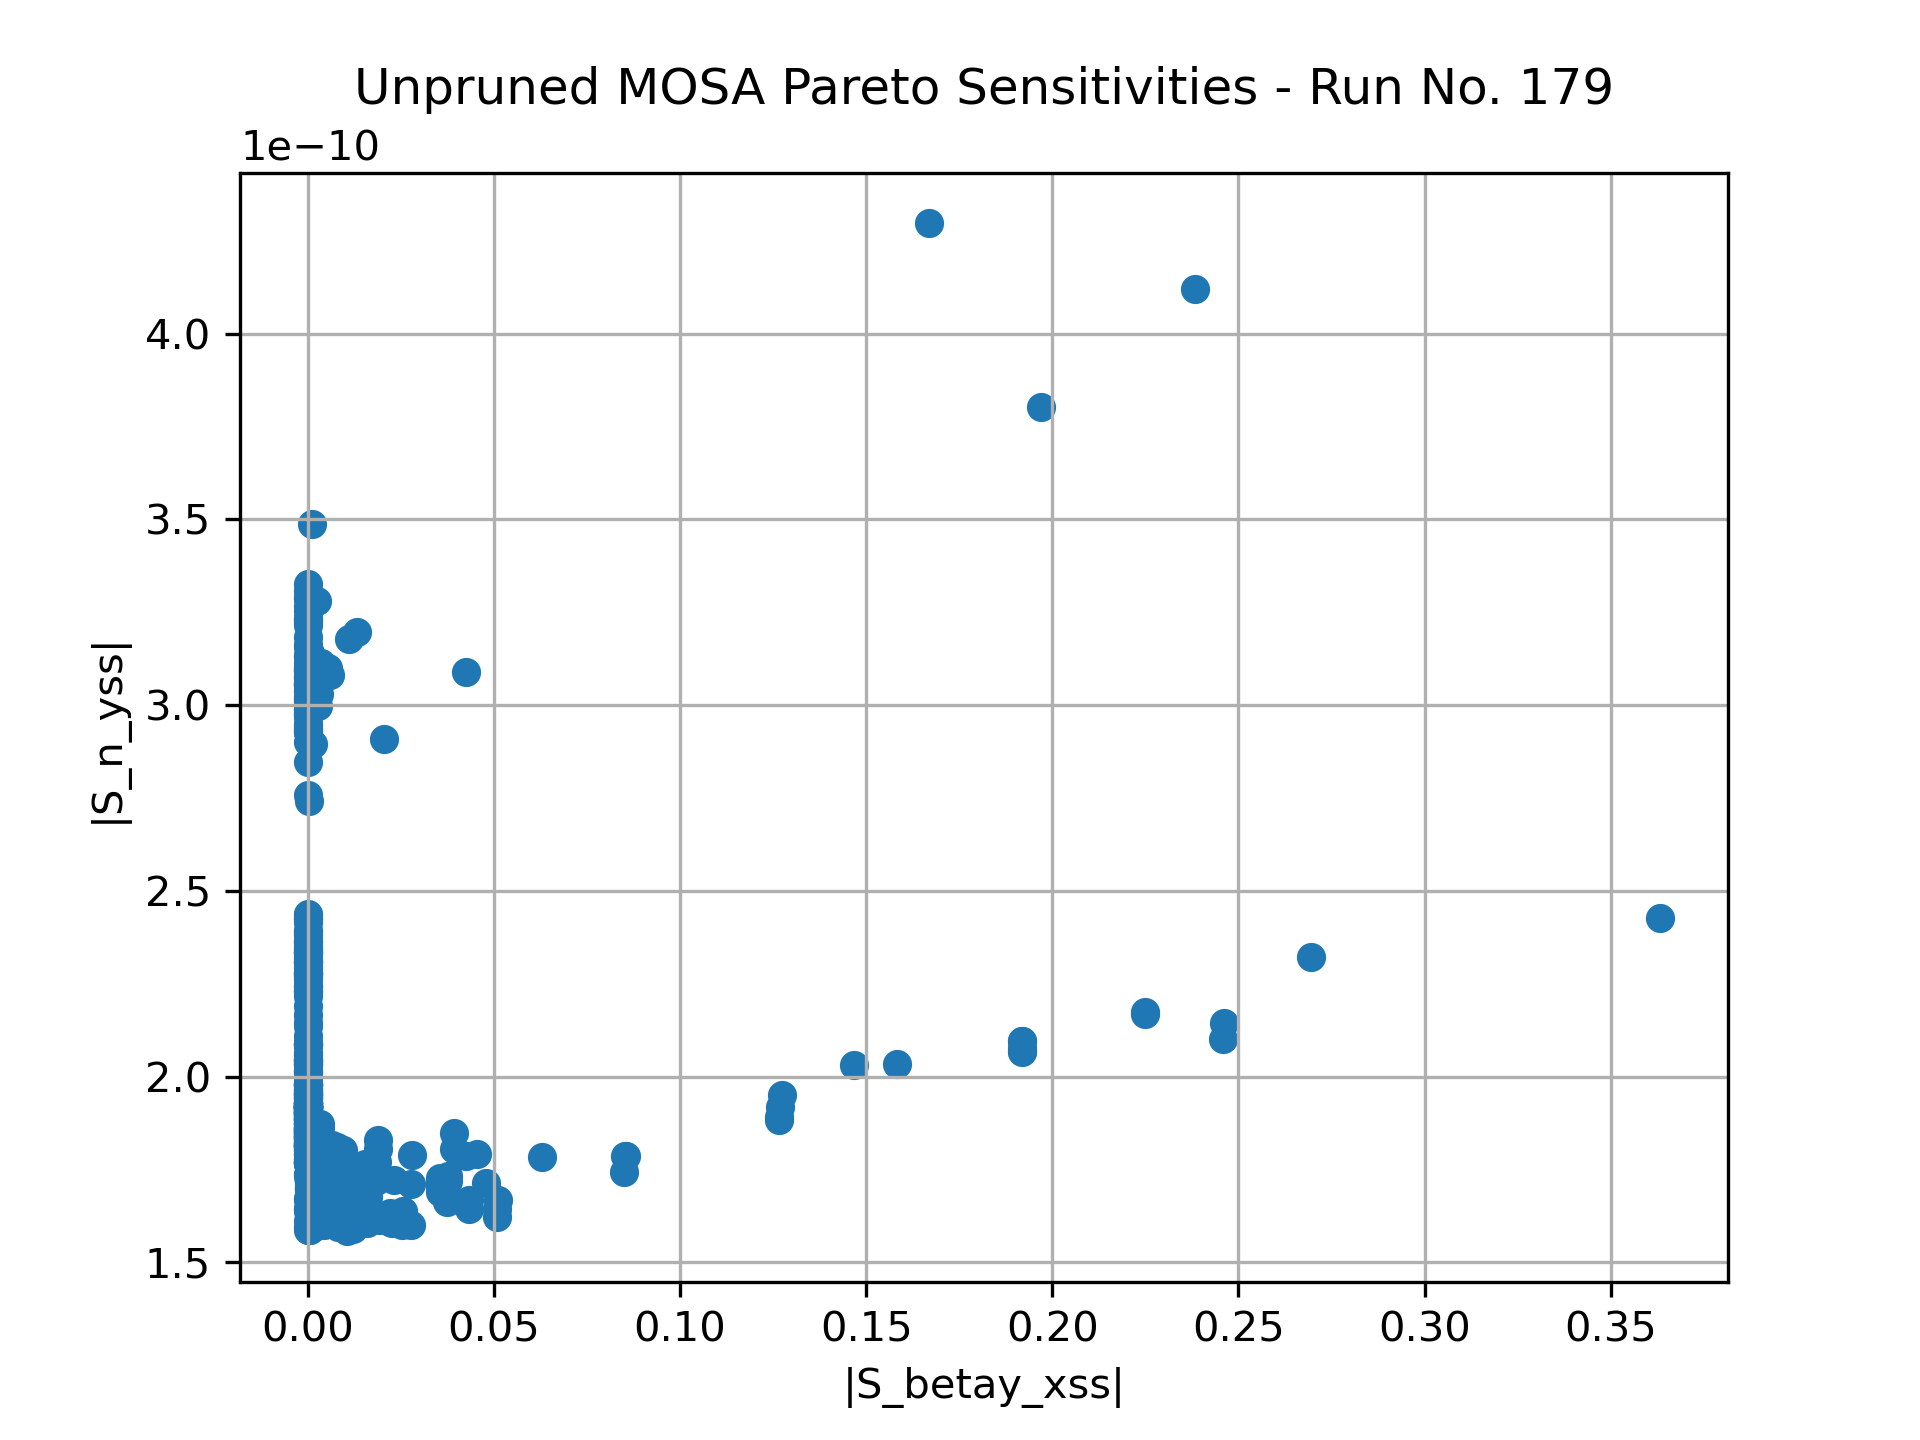 Unpruned MOSA Pareto Sensitivities - Run No. 179
1e−10
4.0
3.5
3.0
2.5
2.0
1.5
|S_n_yss|
0.00 0.05 0.10 0.15 0.20 0.25 0.30 0.35
|S_betay_xss|